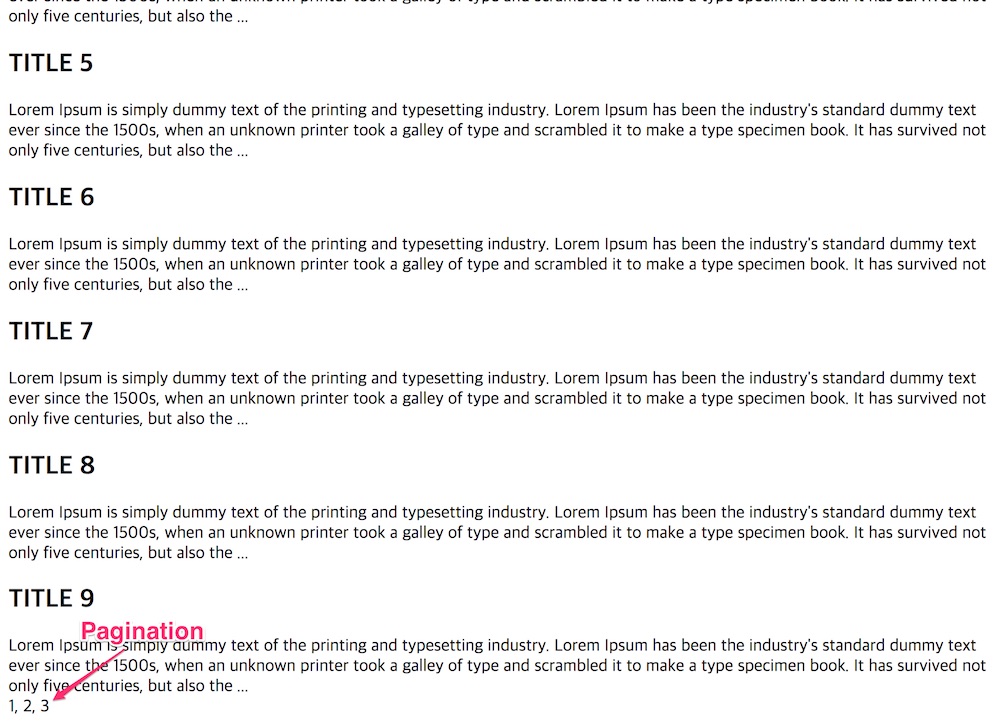 only five centuries, but also the ...
TITLE 5
Lorem Ipsum is simply dummy text of the printing and typesetting industry. Lorem Ipsum has been the industry's standard dummy text
ever since the 1500s, when an unknown printer took a galley of type and scrambled it to make a type specimen book. It has survived not
only five centuries, but also the ...
TITLE 6
Lorem Ipsum is simply dummy text of the printing and typesetting industry. Lorem Ipsum has been the industry's standard dummy text
ever since the 1500s, when an unknown printer took a galley of type and scrambled it to make a type specimen book. It has survived not
only five centuries, but also the ...
TITLE 7
Lorem Ipsum is simply dummy text of the printing and typesetting industry. Lorem Ipsum has been the industry's standard dummy text
ever since the 1500s, when an unknown printer took a galley of type and scrambled it to make a type specimen book. It has survived not
only five centuries, but also the ...
TITLE 8
Lorem Ipsum is simply dummy text of the printing and typesetting industry. Lorem Ipsum has been the industry's standard dummy text
ever since the 1500s, when an unknown printer took a galley of type and scrambled it to make a type specimen book. It has survived not
only five centuries, but also the ...
TITLE 9
Pagination
Lorem Ipsum is simply dummy text of the printing and typesetting industry. Lorem Ipsum has been the industry's standard dummy text
ever since the 1500s, when an unknown printer took a galley of type and scrambled it to make a type specimen book. It has survived not
only five centuries, but also the ...
1, 2, 3